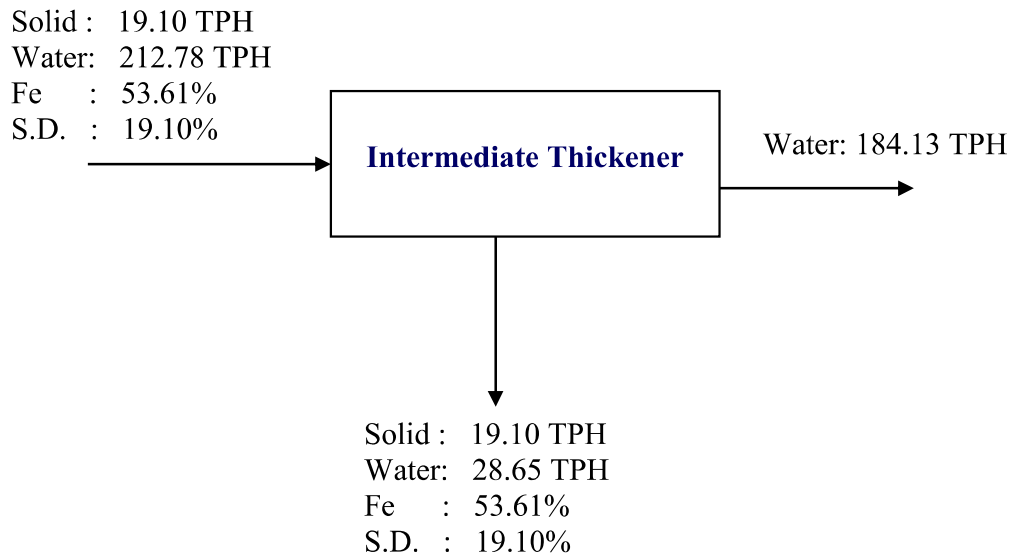 Solid : 19.10 TPH
Water: 212.78 TPH
Fe : 53.61%
S.D. : 19.10%
Intermediate Thickener
Water: 184.13 TPH
Solid : 19.10 TPH
Water: 28.65 TPH
Fe : 53.61%
S.D. : 19.10%